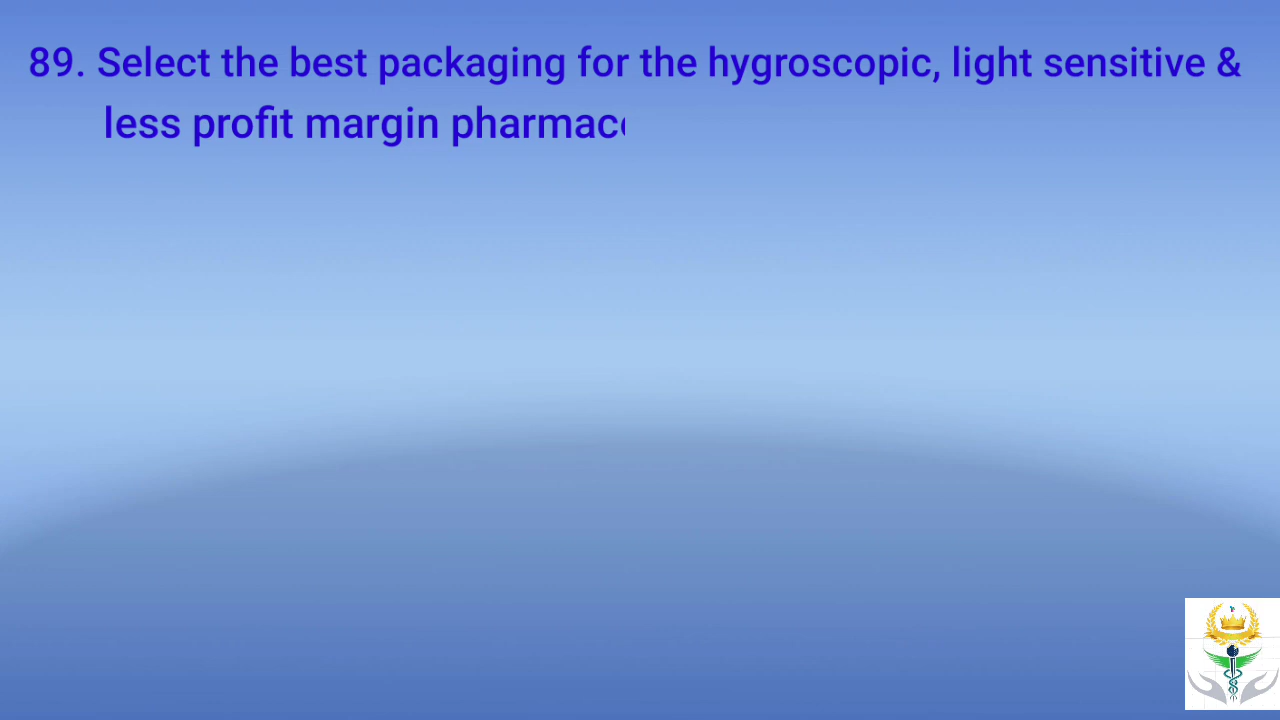 89. Select the best packaging for the hygroscopic, light sensitive &
less profit margin